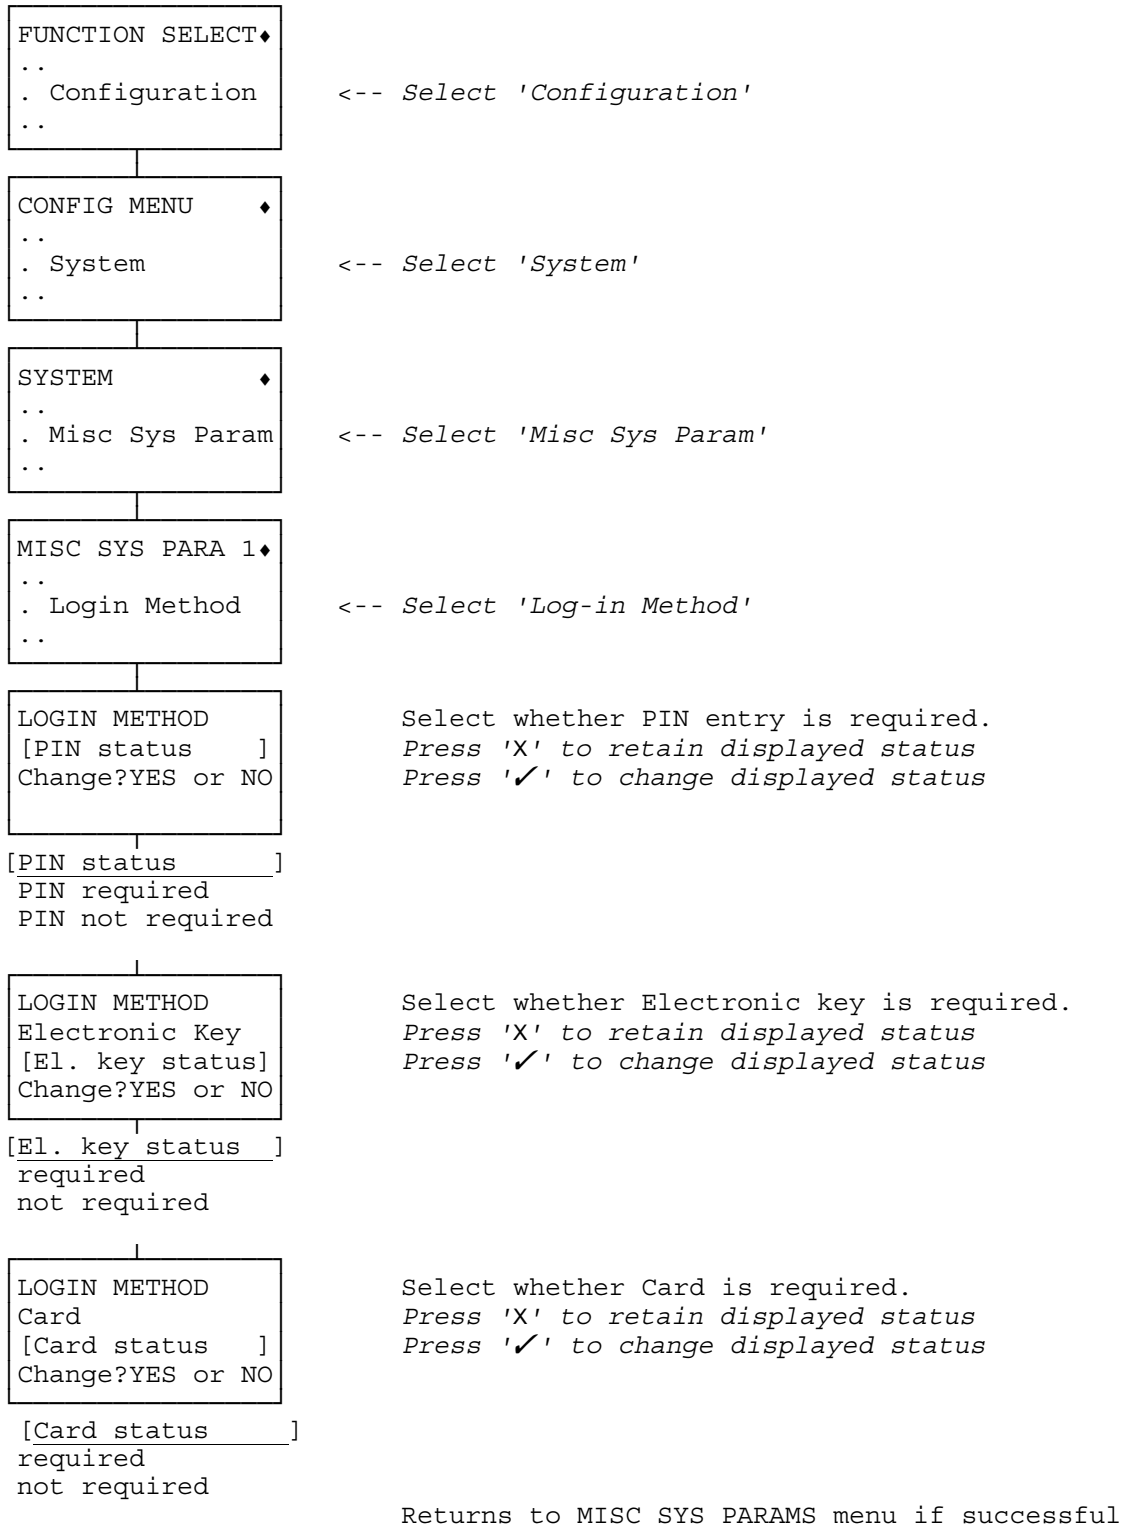 FUNCTION SELECT♦
..
. Configuration <-- Select 'Configuration'
..
CONFIG MENU ♦
..
. System <-- Select 'System'
..
SYSTEM ♦
..
. Misc Sys Param <-- Select 'Misc Sys Param'
..
MISC SYS PARA 1♦
..
. Login Method <-- Select 'Log-in Method'
..
LOGIN METHOD Select whether PIN entry is required.
[PIN status ] Press 'X' to retain displayed status
Change?YES or NO Press '✓' to change displayed status
[PIN status ]
PIN required
PIN not required
LOGIN METHOD Select whether Electronic key is required.
Electronic Key Press 'X' to retain displayed status
[El. key status] Press '✓' to change displayed status
Change?YES or NO
[El. key status ]
required
not required
LOGIN METHOD Select whether Card is required.
Card Press 'X' to retain displayed status
[Card status ] Press '✓' to change displayed status
Change?YES or NO
[Card status ]
required
not required
Returns to MISC SYS PARAMS menu if successful